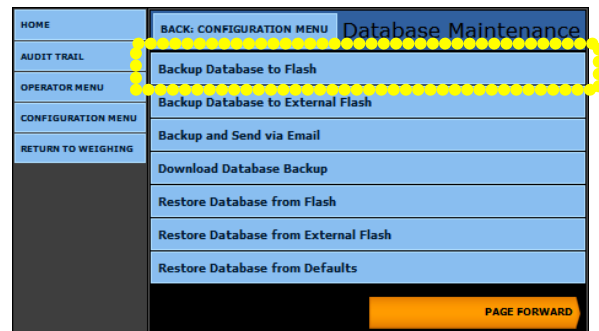 HOME
AUDIT TRAIL
OPERATOR MENU
CONFIGURATION MENU
RETURN TO WEIGHING
BACK: CONFIGURATION MENU
Database Maintenance
Backup Database to Flash
Backup Database to External Flash
Backup and Send via Email
Download Database Backup
Restore Database from Flash
Restore Database from External Flash
Restore Database from Defaults
PAGE FORWARD